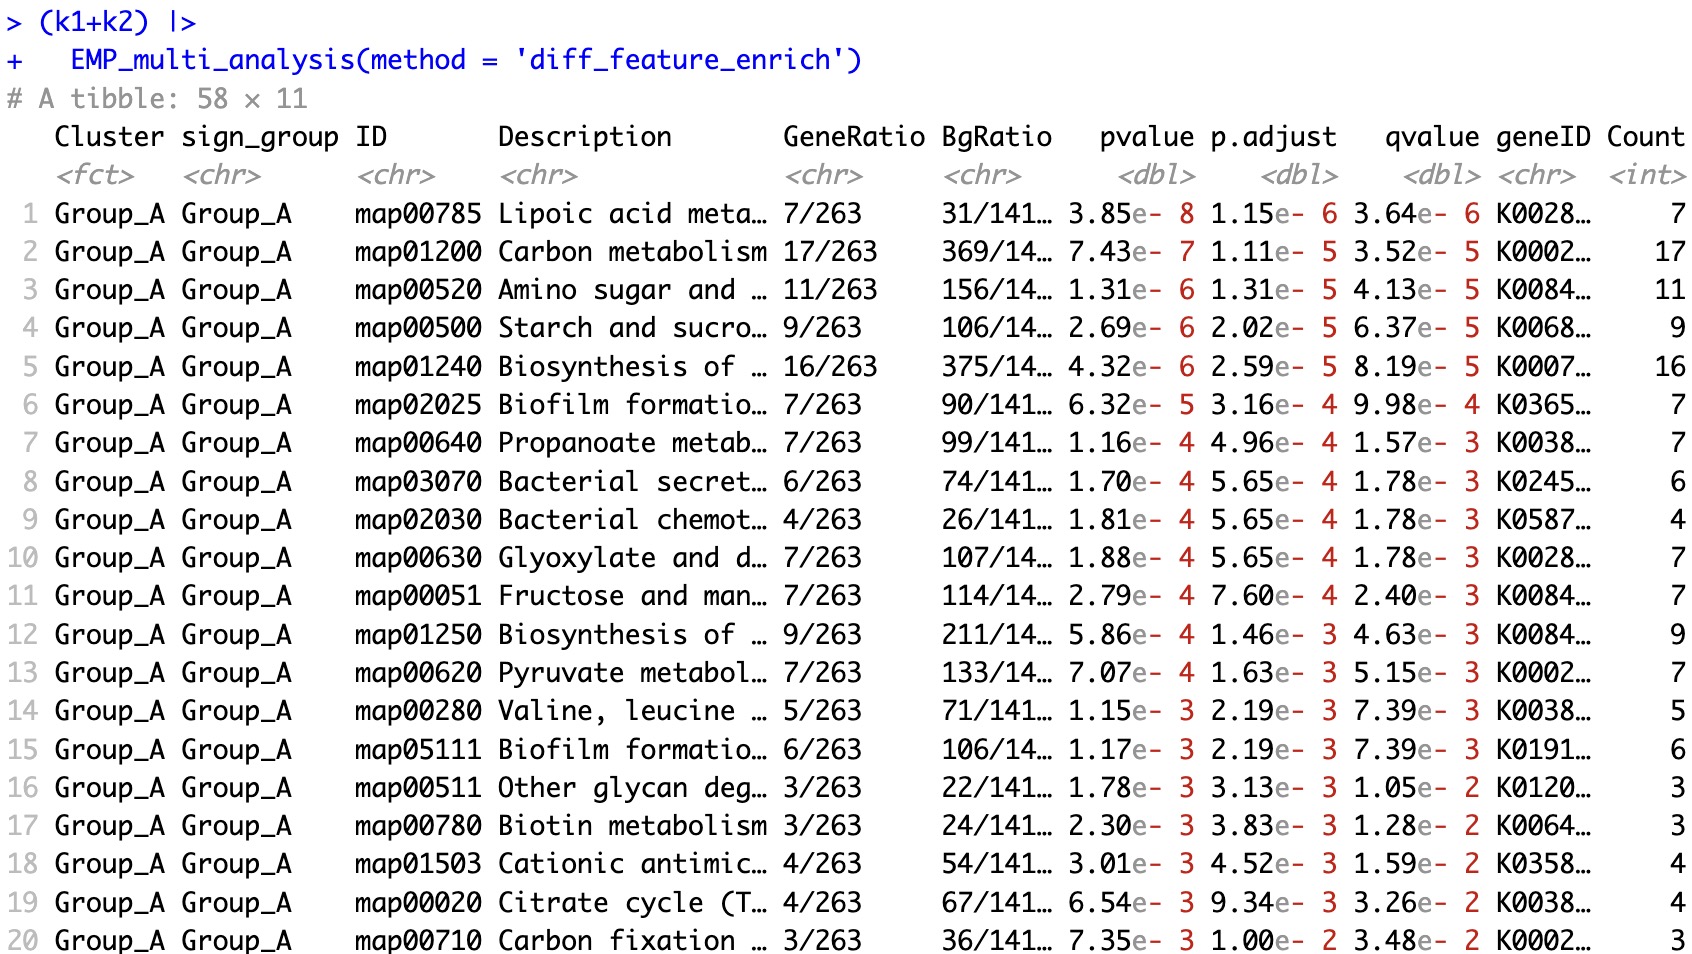 > (k1+k2) |>
+   EMP_multi_analysis(method = 'diff_feature_enrich')
# A tibble: 58 × 11
   Cluster sign_group ID       Description       GeneRatio BgRatio   pvalue p.adjust   qvalue geneID Count
   <fct>   <chr>      <chr>    <chr>             <chr>     <chr>      <dbl>    <dbl>    <dbl> <chr>  <int>
 1 Group_A Group_A    map00785 Lipoic acid meta… 7/263     31/141… 3.85e- 8 1.15e- 6 3.64e- 6 K0028…     7
 2 Group_A Group_A    map01200 Carbon metabolism 17/263    369/14… 7.43e- 7 1.11e- 5 3.52e- 5 K0002…    17
 3 Group_A Group_A    map00520 Amino sugar and … 11/263    156/14… 1.31e- 6 1.31e- 5 4.13e- 5 K0084…    11
 4 Group_A Group_A    map00500 Starch and sucro… 9/263     106/14… 2.69e- 6 2.02e- 5 6.37e- 5 K0068…     9
 5 Group_A Group_A    map01240 Biosynthesis of … 16/263    375/14… 4.32e- 6 2.59e- 5 8.19e- 5 K0007…    16
 6 Group_A Group_A    map02025 Biofilm formatio… 7/263     90/141… 6.32e- 5 3.16e- 4 9.98e- 4 K0365…     7
 7 Group_A Group_A    map00640 Propanoate metab… 7/263     99/141… 1.16e- 4 4.96e- 4 1.57e- 3 K0038…     7
 8 Group_A Group_A    map03070 Bacterial secret… 6/263     74/141… 1.70e- 4 5.65e- 4 1.78e- 3 K0245…     6
 9 Group_A Group_A    map02030 Bacterial chemot… 4/263     26/141… 1.81e- 4 5.65e- 4 1.78e- 3 K0587…     4
10 Group_A Group_A    map00630 Glyoxylate and d… 7/263     107/14… 1.88e- 4 5.65e- 4 1.78e- 3 K0028…     7
11 Group_A Group_A    map00051 Fructose and man… 7/263     114/14… 2.79e- 4 7.60e- 4 2.40e- 3 K0084…     7
12 Group_A Group_A    map01250 Biosynthesis of … 9/263     211/14… 5.86e- 4 1.46e- 3 4.63e- 3 K0084…     9
13 Group_A Group_A    map00620 Pyruvate metabol… 7/263     133/14… 7.07e- 4 1.63e- 3 5.15e- 3 K0002…     7
14 Group_A Group_A    map00280 Valine, leucine … 5/263     71/141… 1.15e- 3 2.19e- 3 7.39e- 3 K0038…     5
15 Group_A Group_A    map05111 Biofilm formatio… 6/263     106/14… 1.17e- 3 2.19e- 3 7.39e- 3 K0191…     6
16 Group_A Group_A    map00511 Other glycan deg… 3/263     22/141… 1.78e- 3 3.13e- 3 1.05e- 2 K0120…     3
17 Group_A Group_A    map00780 Biotin metabolism 3/263     24/141… 2.30e- 3 3.83e- 3 1.28e- 2 K0064…     3
18 Group_A Group_A    map01503 Cationic antimic… 4/263     54/141… 3.01e- 3 4.52e- 3 1.59e- 2 K0358…     4
19 Group_A Group_A    map00020 Citrate cycle (T… 4/263     67/141… 6.54e- 3 9.34e- 3 3.26e- 2 K0038…     4
20 Group_A Group_A    map00710 Carbon fixation … 3/263     36/141… 7.35e- 3 1.00e- 2 3.48e- 2 K0002…     3